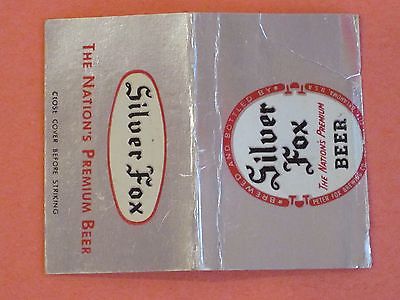 Silver Fox
THE NATION'S PREMIUM BEER
CLOSE COVER BEFORE STRIKING
BREWED AND BOTTLED BY
Silver
Fox
THE NATION'S PREMIUM
BEER
OKLAHOMA, U.S.A.